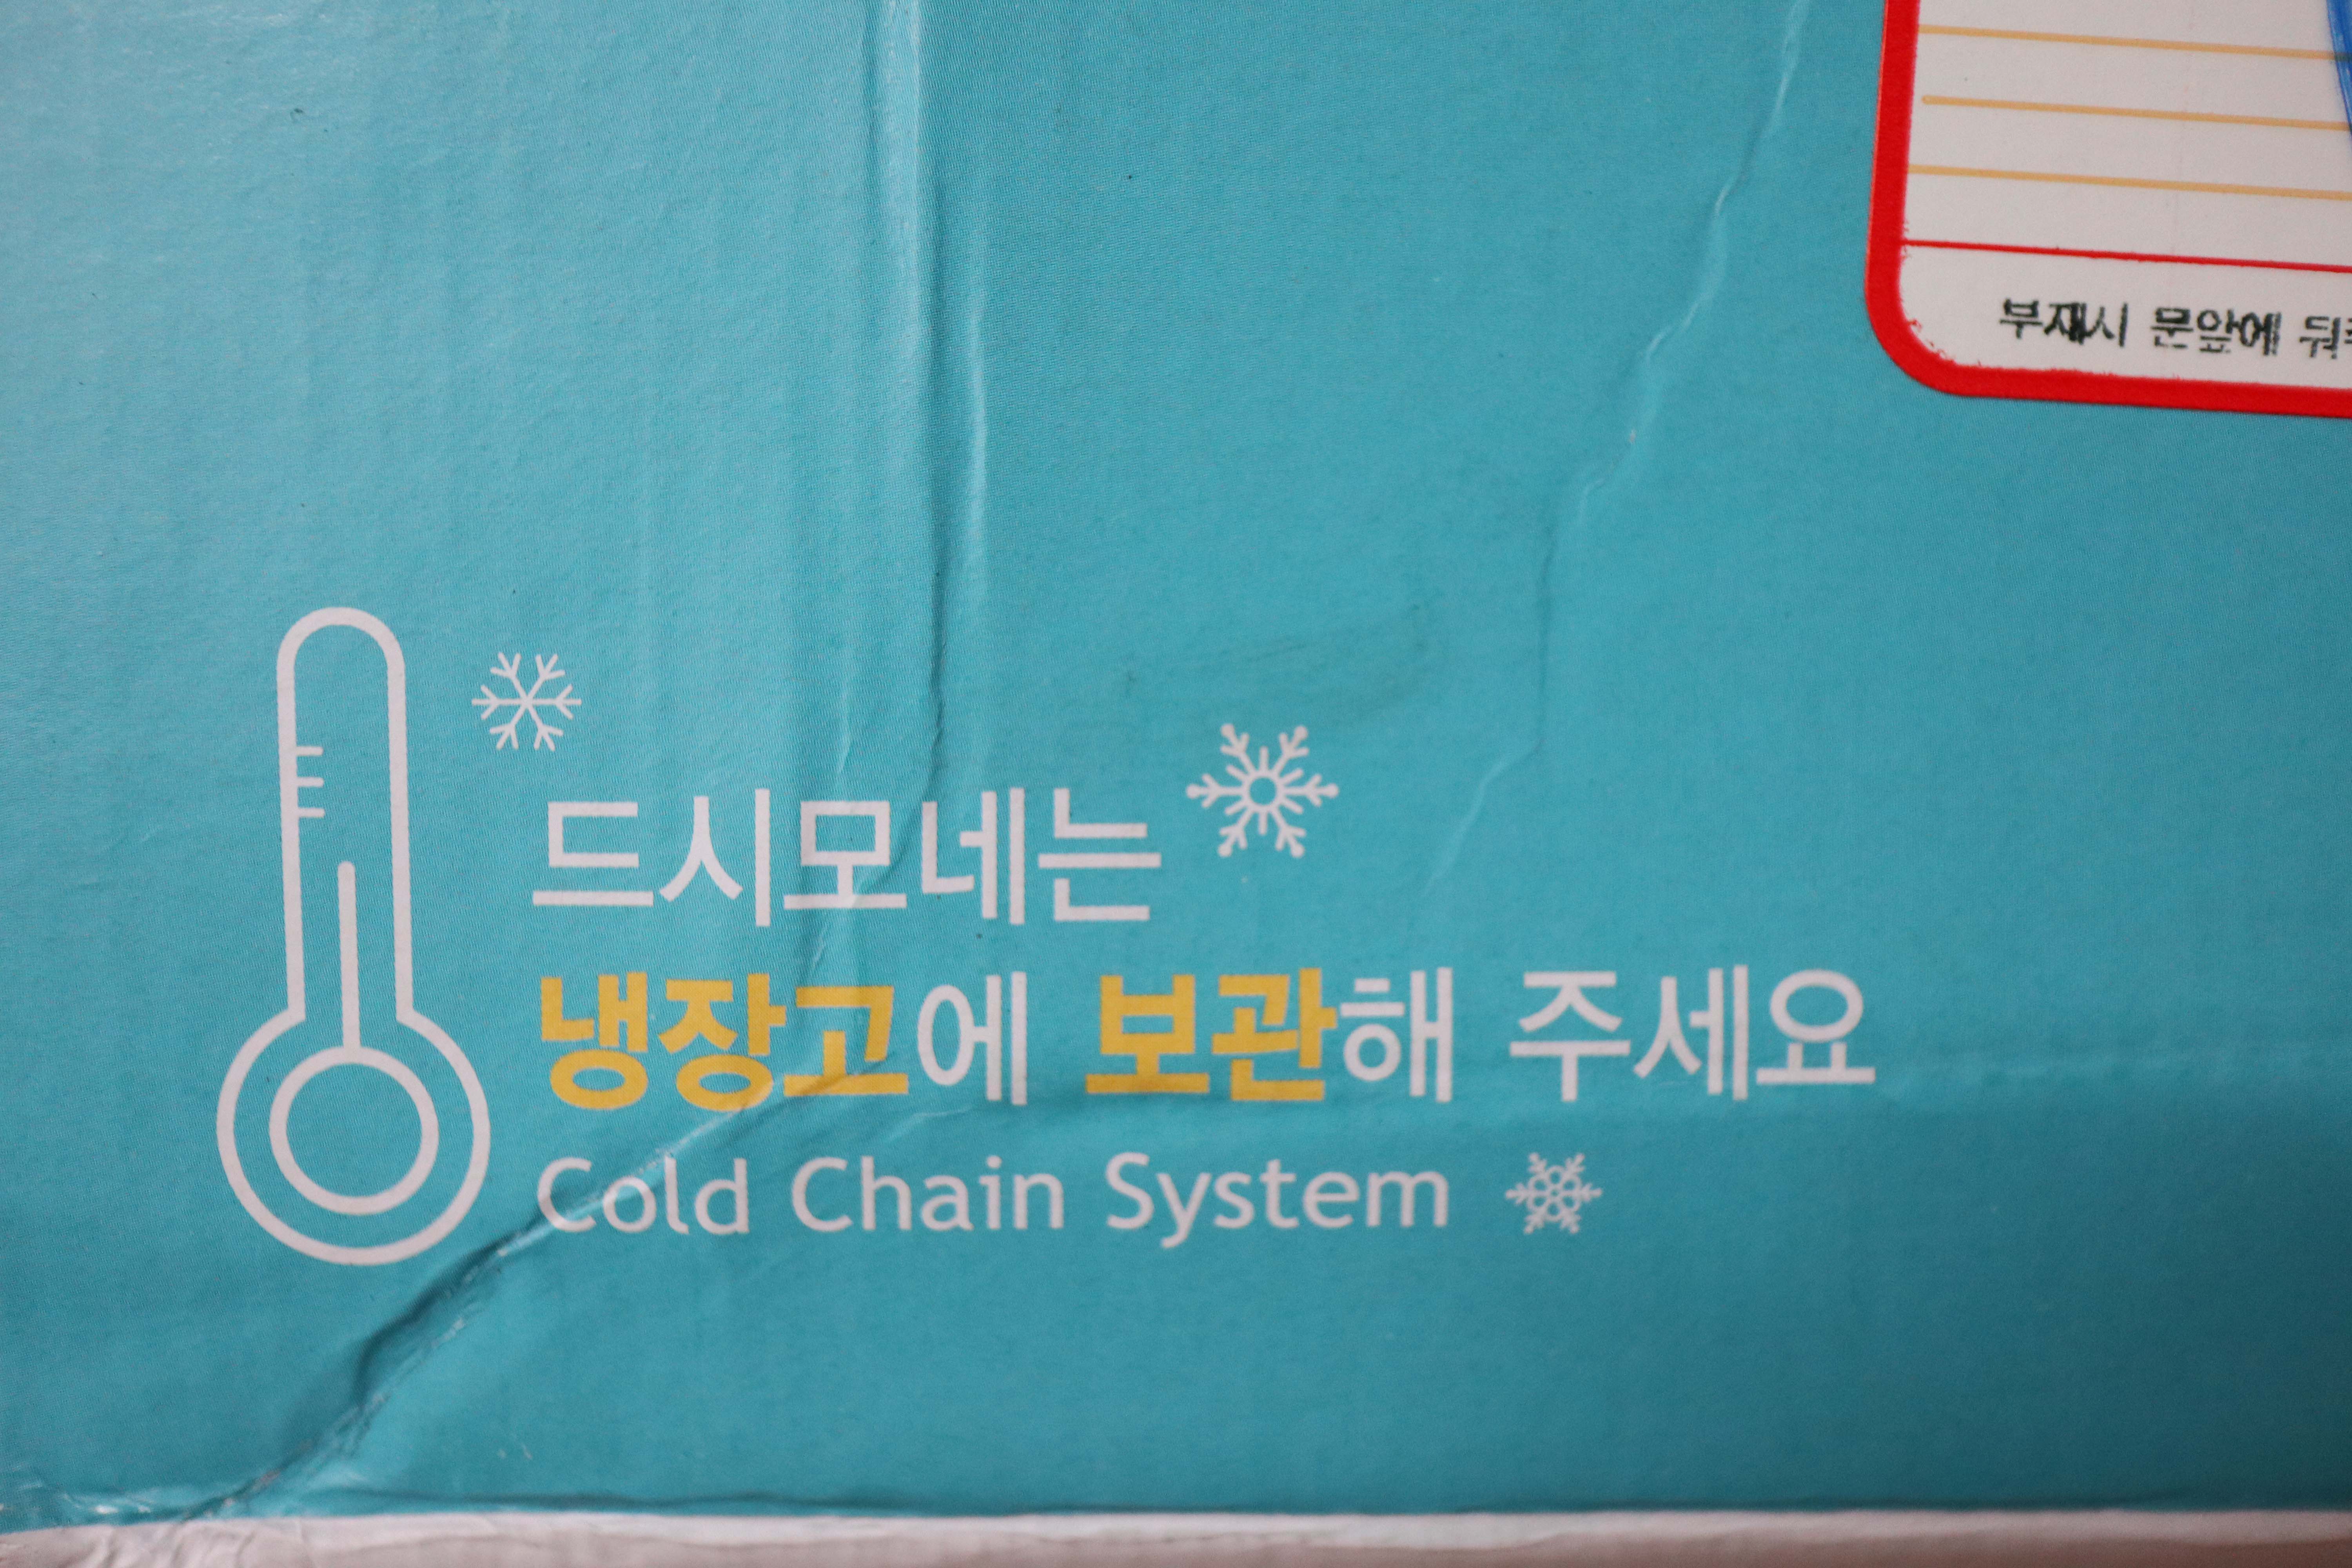 부재시 문앞에
드시모네는
냉장고에 보관해 주세요
Cold Chain System